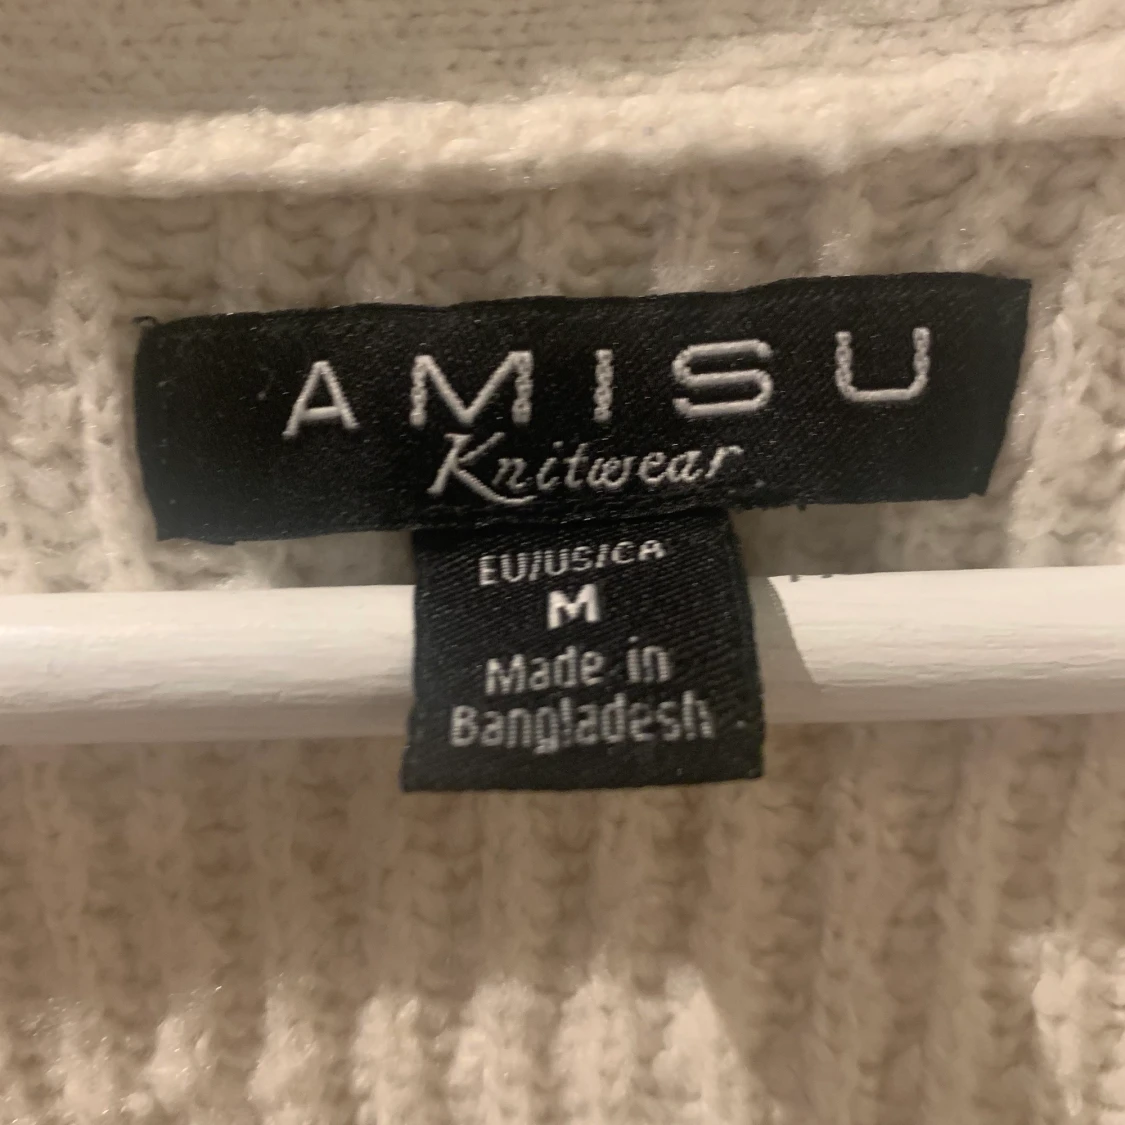 AMISU
Knitwear
EU/US/CA
M
Made in
Bangladesh